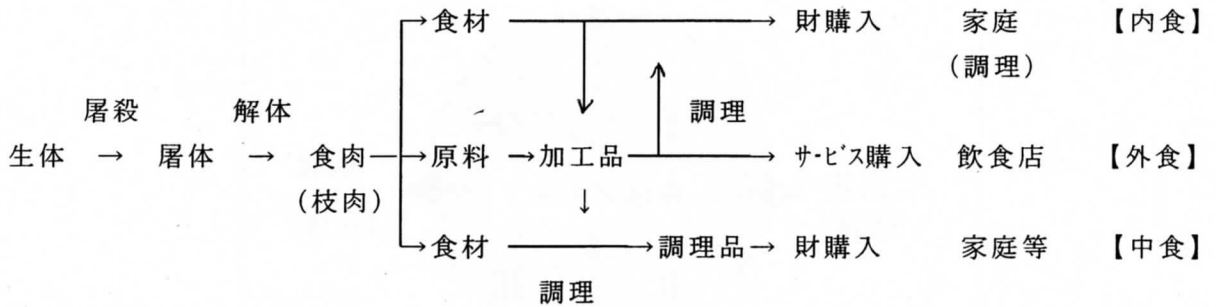 食材 → 財購入 家庭 【内食】
(調理)
屠殺 解体 調理
生体 → 屠体 → 食肉 → 原料 → 加工品 → サービス購入 飲食店 【外食】
(枝肉) ↓
食材 → 調理品 → 財購入 家庭等 【中食】
調理